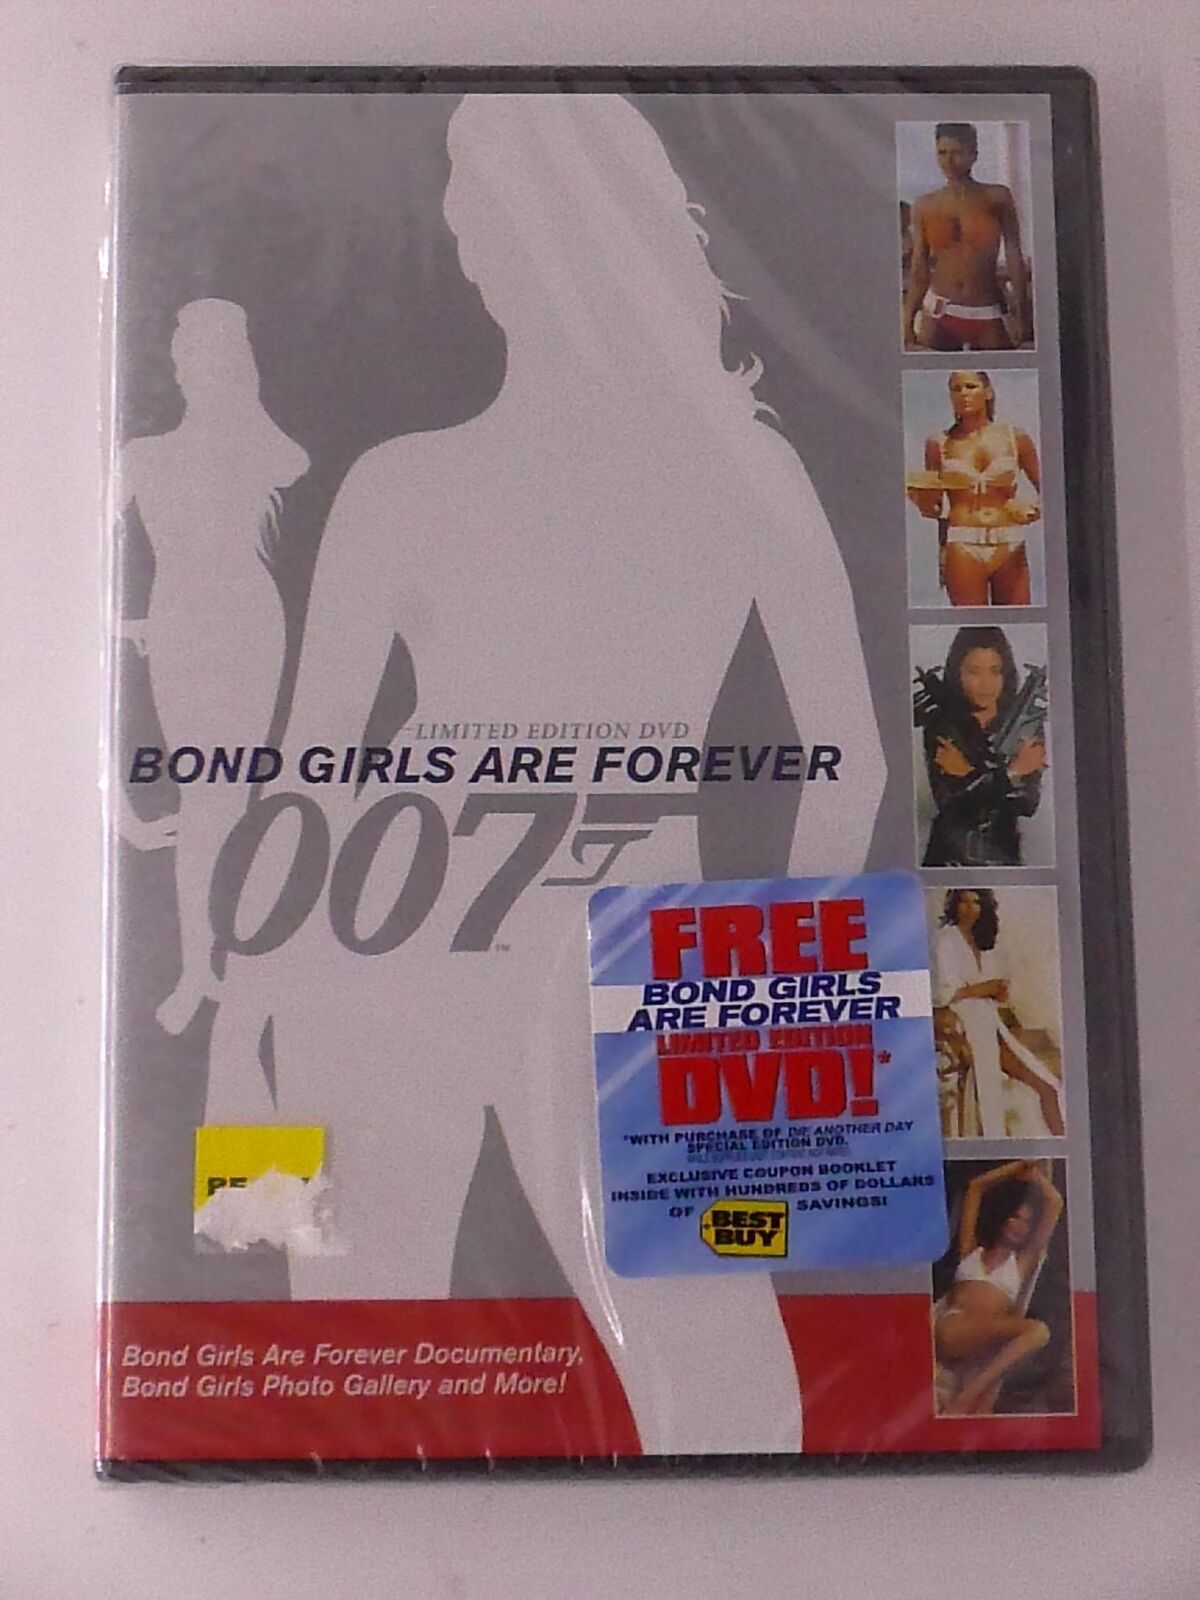 LIMITED EDITION DVD
BOND GIRLS ARE FOREVER
007
TM
FREE
BOND GIRLS
ARE FOREVER
LIMITED EDITION
DVD!*
*WITH PURCHASE OF DIE ANOTHER DAY
SPECIAL EDITION DVD.
EXCLUSIVE COUPON BOOKLET
INSIDE WITH HUNDREDS OF DOLLARS
OF BEST BUY SAVINGS!
Bond Girls Are Forever Documentary,
Bond Girls Photo Gallery and More!